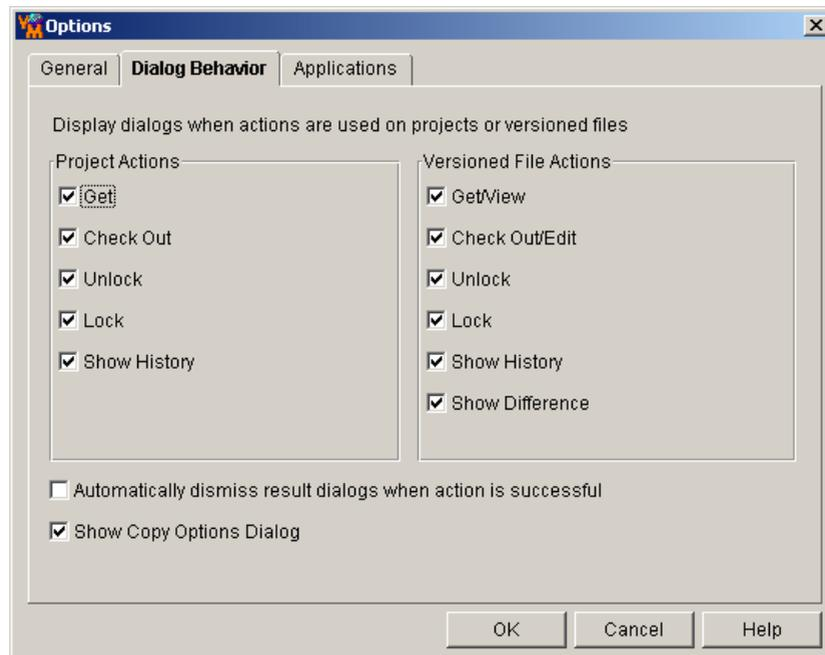 VM Options
General Dialog Behavior Applications
Display dialogs when actions are used on projects or versioned files
Project Actions
Get
Check Out
Unlock
Lock
Show History
Versioned File Actions
Get/View
Check Out/Edit
Unlock
Lock
Show History
Show Difference
Automatically dismiss result dialogs when action is successful
Show Copy Options Dialog
OK Cancel Help